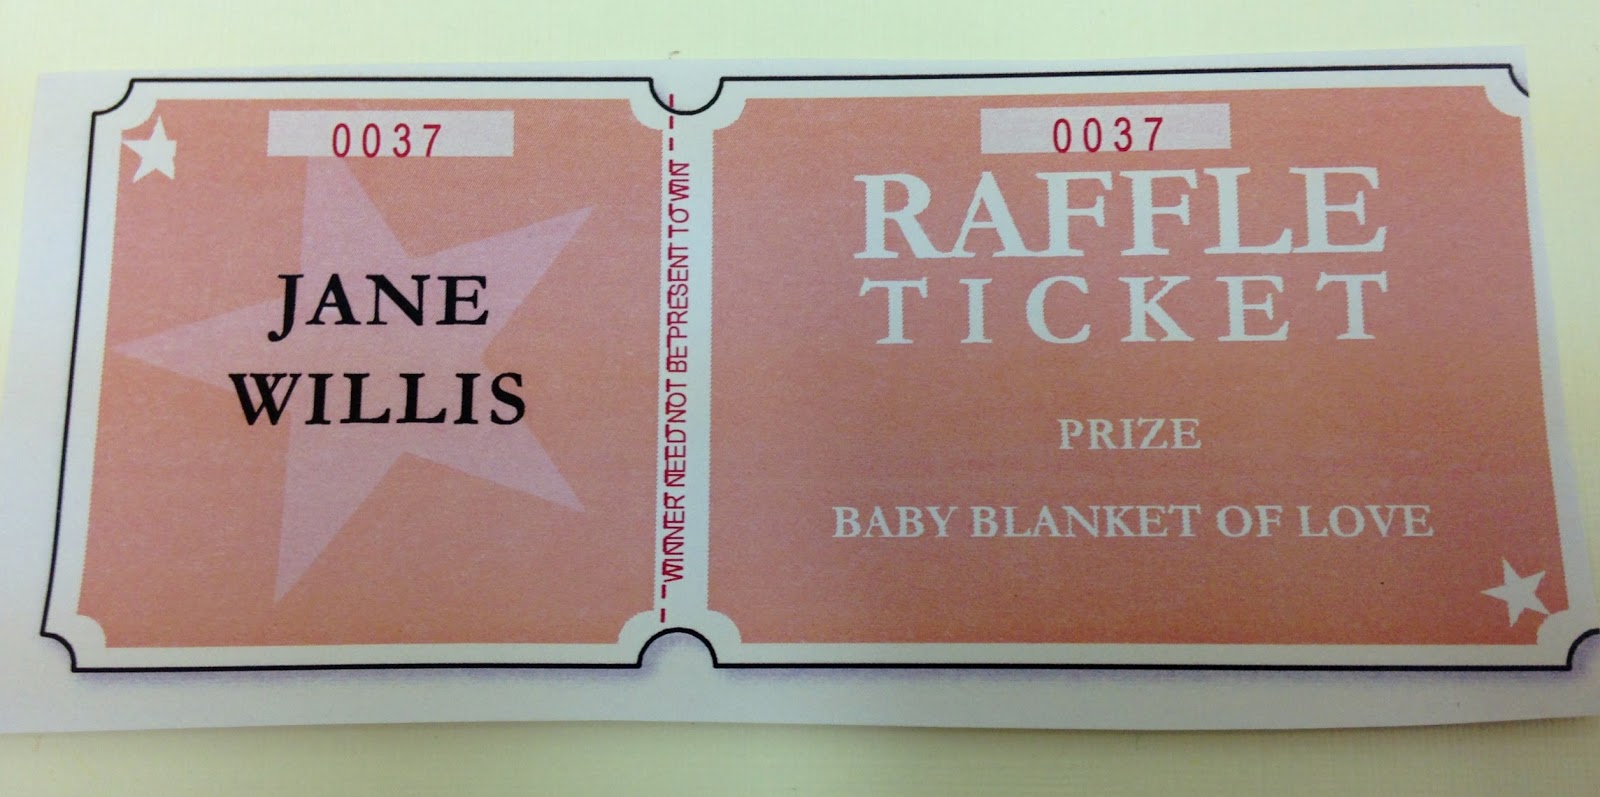 0037
JANE
WILLIS
WINNER NEED NOT BE PRESENT TO WIN
0037
RAFFLE
TICKET
PRIZE
BABY BLANKET OF LOVE